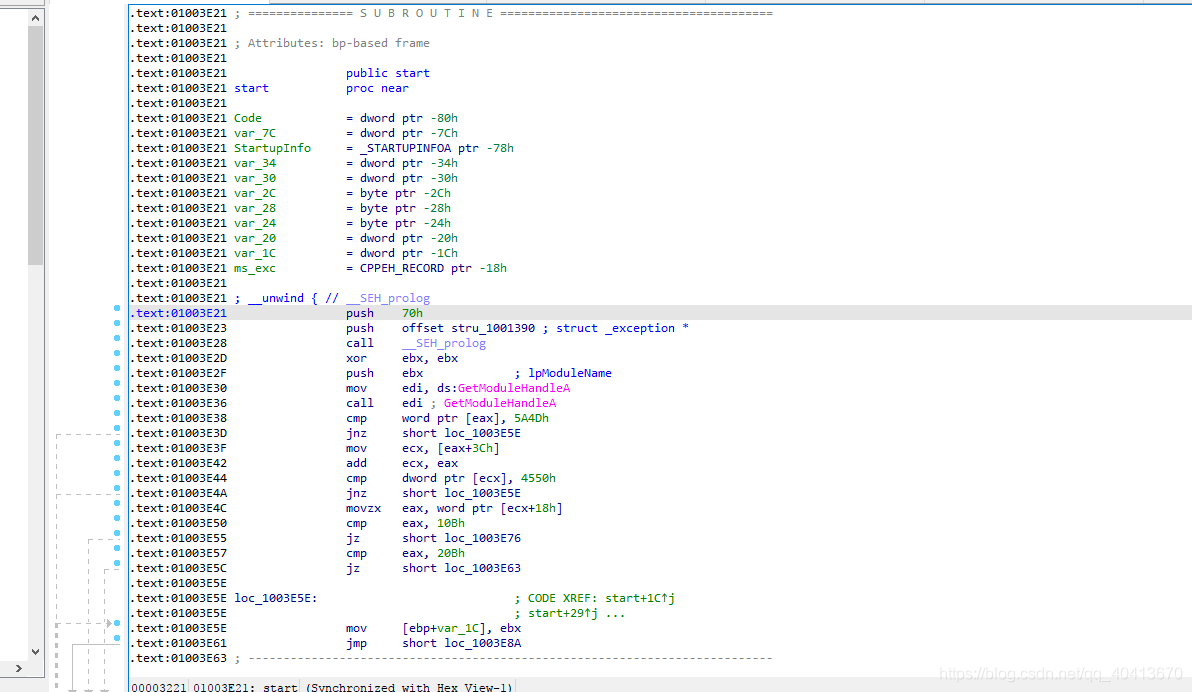 .text:01003E21 ; =============== S U B R O U T I N E =======================================
.text:01003E21
.text:01003E21 ; Attributes: bp-based frame
.text:01003E21
.text:01003E21                 public start
.text:01003E21 start           proc near
.text:01003E21
.text:01003E21 Code            = dword ptr -80h
.text:01003E21 var_7C          = dword ptr -7Ch
.text:01003E21 StartupInfo     = _STARTUPINFOA ptr -78h
.text:01003E21 var_34          = dword ptr -34h
.text:01003E21 var_30          = dword ptr -30h
.text:01003E21 var_2C          = byte ptr -2Ch
.text:01003E21 var_28          = byte ptr -28h
.text:01003E21 var_24          = byte ptr -24h
.text:01003E21 var_20          = dword ptr -20h
.text:01003E21 var_1C          = dword ptr -1Ch
.text:01003E21 ms_exc          = CPPEH_RECORD ptr -18h
.text:01003E21
.text:01003E21 ; __unwind { // __SEH_prolog
.text:01003E21                 push    70h
.text:01003E23                 push    offset stru_1001390 ; struct _exception *
.text:01003E28                 call    __SEH_prolog
.text:01003E2D                 xor     ebx, ebx
.text:01003E2F                 push    ebx             ; lpModuleName
.text:01003E30                 mov     edi, ds:GetModuleHandleA
.text:01003E36                 call    edi ; GetModuleHandleA
.text:01003E38                 cmp     word ptr [eax], 5A4Dh
.text:01003E3D                 jnz     short loc_1003E5E
.text:01003E3F                 mov     ecx, [eax+3Ch]
.text:01003E42                 add     ecx, eax
.text:01003E44                 cmp     dword ptr [ecx], 4550h
.text:01003E4A                 jnz     short loc_1003E5E
.text:01003E4C                 movzx   eax, word ptr [ecx+18h]
.text:01003E50                 cmp     eax, 10Bh
.text:01003E55                 jz      short loc_1003E76
.text:01003E57                 cmp     eax, 20Bh
.text:01003E5C                 jz      short loc_1003E63
.text:01003E5E
.text:01003E5E loc_1003E5E:                            ; CODE XREF: start+1C↑j
.text:01003E5E                                         ; start+29↑j ...
.text:01003E5E                 mov     [ebp+var_1C], ebx
.text:01003E61                 jmp     short loc_1003E8A
.text:01003E63 ; ---------------------------------------------------------------------------
00003221 01003E21: start (Synchronized with Hex View-1)
https://blog.csdn.net/qq_40413670